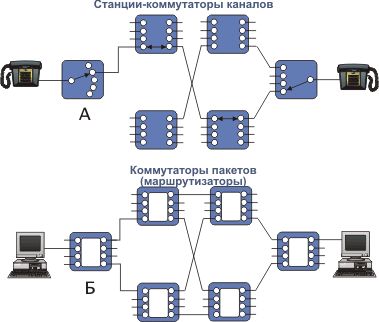 Станции-коммутаторы каналов
А
Коммутаторы пакетов
(маршрутизаторы)
Б